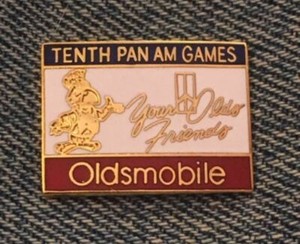 TENTH PAN AM GAMES
Your Olds
Friends
Oldsmobile